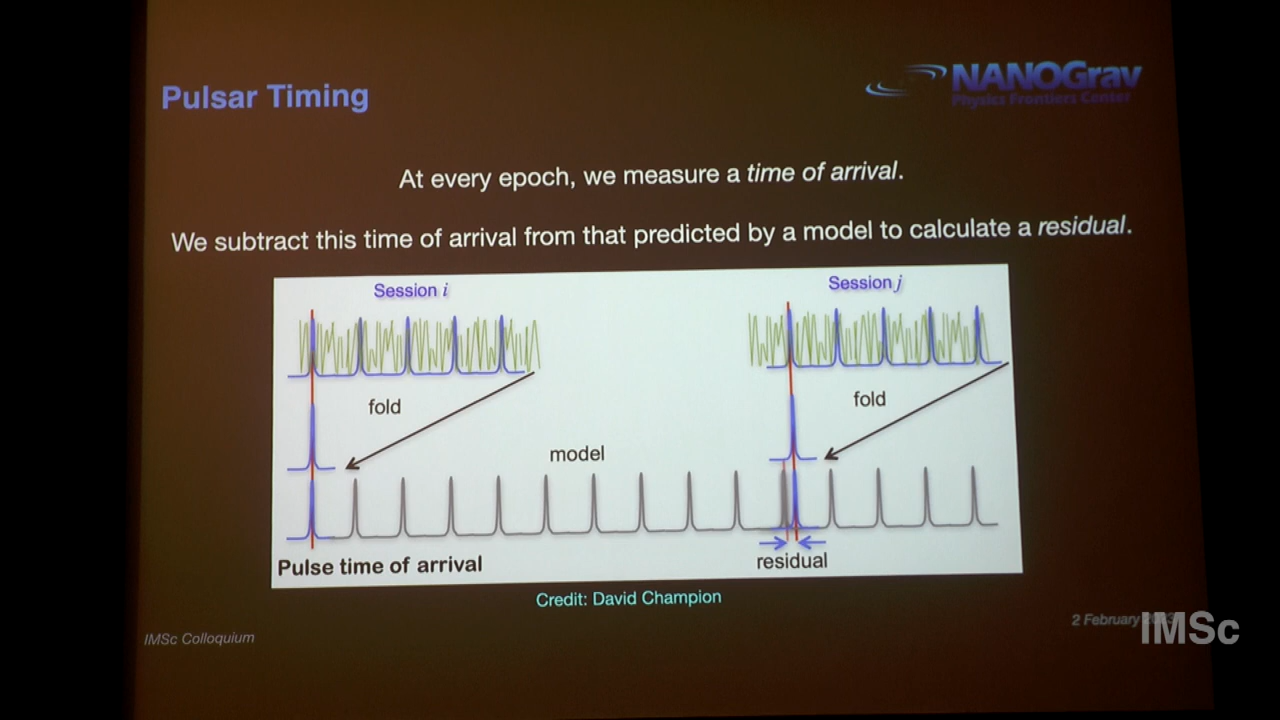 Pulsar Timing
NANOGrav
Physics Frontiers Center
At every epoch, we measure a time of arrival.
We subtract this time of arrival from that predicted by a model to calculate a residual.
Session i
Session j
fold
fold
model
Pulse time of arrival
residual
Credit: David Champion
IMSc Colloquium
2 February
IMSc